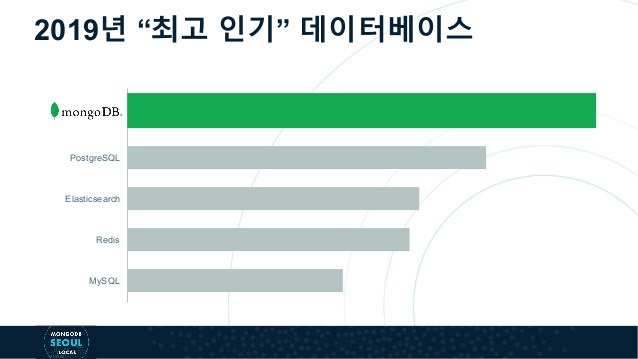 2019년 “최고 인기” 데이터베이스
mongoDB.
PostgreSQL
Elasticsearch
Redis
MySQL
MONGODB
SEOUL
.LOCAL